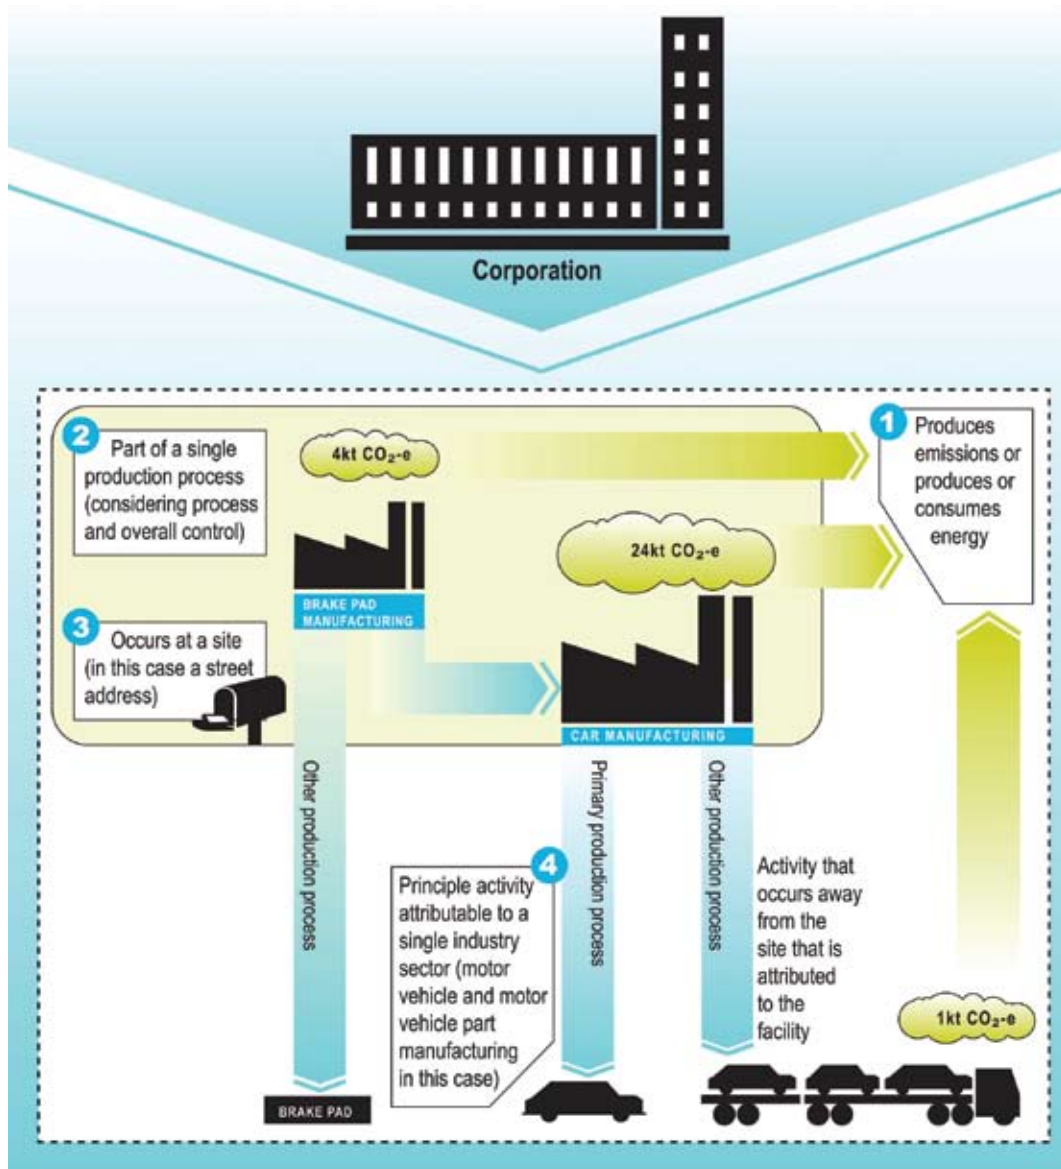 Corporation
2
Part of a single
production process
(considering process
and overall control)
4kt CO₂-e
1
Produces
emissions or
produces or
consumes
energy
24kt CO₂-e
BRAKE PAD
MANUFACTURING
3
Occurs at a site
(in this case a street
address)
CAR MANUFACTURING
Other production process
Primary production process
Other production process
4
Principle activity
attributable to a
single industry
sector (motor
vehicle and motor
vehicle part
manufacturing
in this case)
Activity that
occurs away
from the
site that is
attributed
to the
facility
1kt CO₂-e
BRAKE PAD